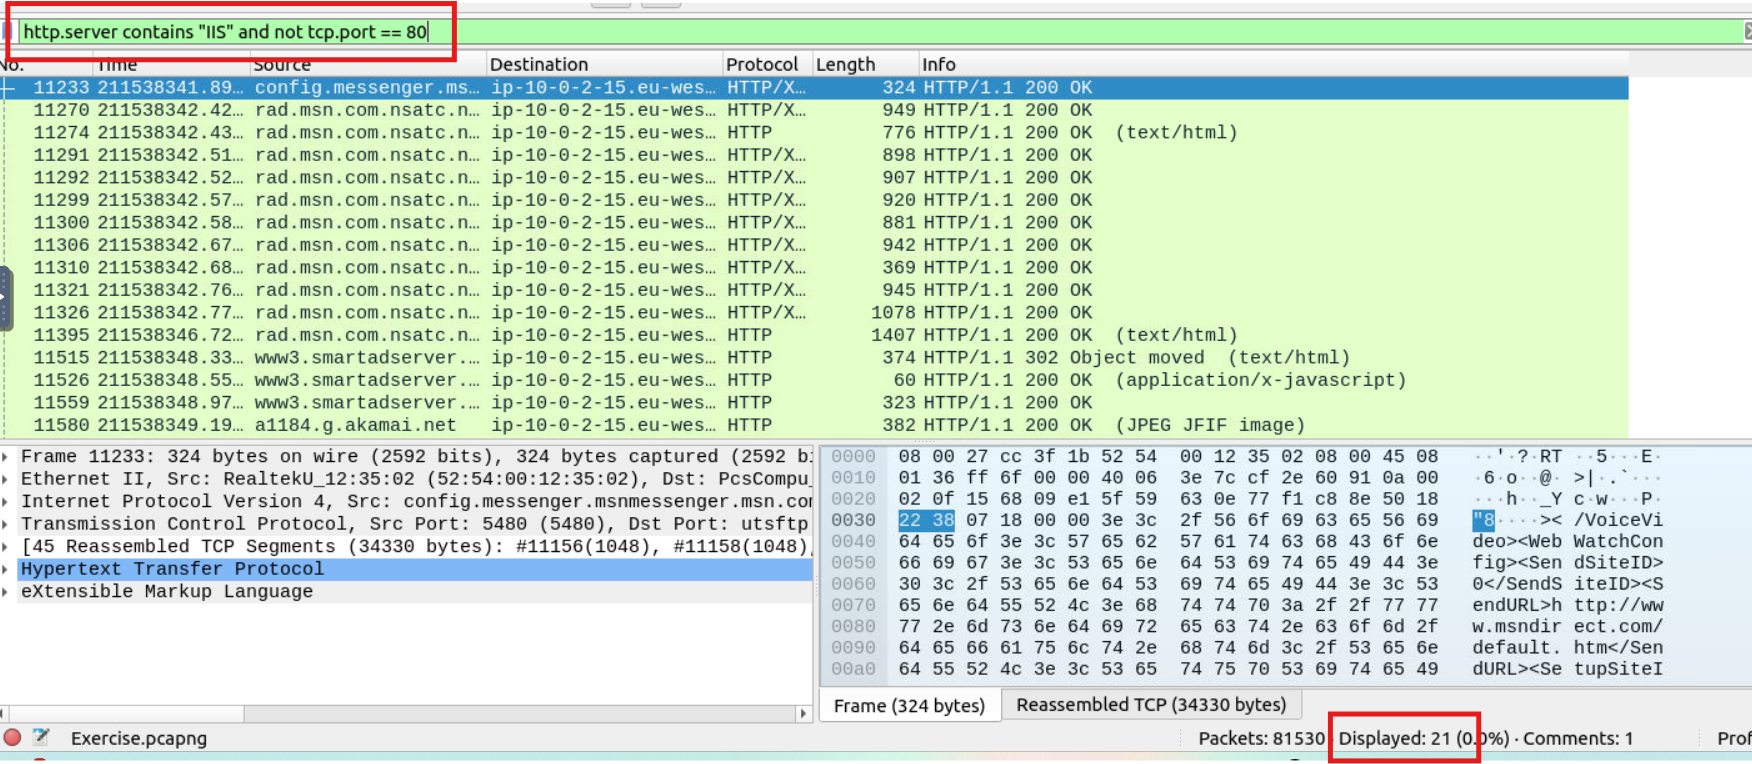 http.server contains "IIS" and not tcp.port == 80
No. Time Source Destination Protocol Length Info
11233 211538341.89… config.messenger.ms… ip-10-0-2-15.eu-wes… HTTP/X… 324 HTTP/1.1 200 OK
11270 211538342.42… rad.msn.com.nsatc.n… ip-10-0-2-15.eu-wes… HTTP/X… 949 HTTP/1.1 200 OK
11274 211538342.43… rad.msn.com.nsatc.n… ip-10-0-2-15.eu-wes… HTTP 776 HTTP/1.1 200 OK (text/html)
11291 211538342.51… rad.msn.com.nsatc.n… ip-10-0-2-15.eu-wes… HTTP/X… 898 HTTP/1.1 200 OK
11292 211538342.52… rad.msn.com.nsatc.n… ip-10-0-2-15.eu-wes… HTTP/X… 907 HTTP/1.1 200 OK
11299 211538342.57… rad.msn.com.nsatc.n… ip-10-0-2-15.eu-wes… HTTP/X… 920 HTTP/1.1 200 OK
11300 211538342.58… rad.msn.com.nsatc.n… ip-10-0-2-15.eu-wes… HTTP/X… 881 HTTP/1.1 200 OK
11306 211538342.67… rad.msn.com.nsatc.n… ip-10-0-2-15.eu-wes… HTTP/X… 942 HTTP/1.1 200 OK
11310 211538342.68… rad.msn.com.nsatc.n… ip-10-0-2-15.eu-wes… HTTP/X… 369 HTTP/1.1 200 OK
11321 211538342.76… rad.msn.com.nsatc.n… ip-10-0-2-15.eu-wes… HTTP/X… 945 HTTP/1.1 200 OK
11326 211538342.77… rad.msn.com.nsatc.n… ip-10-0-2-15.eu-wes… HTTP/X… 1078 HTTP/1.1 200 OK
11395 211538346.72… rad.msn.com.nsatc.n… ip-10-0-2-15.eu-wes… HTTP 1407 HTTP/1.1 200 OK (text/html)
11515 211538348.33… www3.smartadserver.… ip-10-0-2-15.eu-wes… HTTP 374 HTTP/1.1 302 Object moved (text/html)
11526 211538348.55… www3.smartadserver.… ip-10-0-2-15.eu-wes… HTTP 60 HTTP/1.1 200 OK (application/x-javascript)
11559 211538348.97… www3.smartadserver.… ip-10-0-2-15.eu-wes… HTTP 323 HTTP/1.1 200 OK
11580 211538349.19… a1184.g.akamai.net ip-10-0-2-15.eu-wes… HTTP 382 HTTP/1.1 200 OK (JPEG JFIF image)
Frame 11233: 324 bytes on wire (2592 bits), 324 bytes captured (2592 bi
Ethernet II, Src: RealtekU_12:35:02 (52:54:00:12:35:02), Dst: PcsCompu_
Internet Protocol Version 4, Src: config.messenger.msnmessenger.msn.com
Transmission Control Protocol, Src Port: 5480 (5480), Dst Port: utsftp
[45 Reassembled TCP Segments (34330 bytes): #11156(1048), #11158(1048),
Hypertext Transfer Protocol
eXtensible Markup Language
0000 08 00 27 cc 3f 1b 52 54 00 12 35 02 08 00 45 08 ··'·?·RT ··5···E·
0010 01 36 ff 6f 00 00 40 06 3e 7c cf 2e 60 91 0a 00 ·6·o··@· >|·.`···
0020 02 0f 15 68 09 e1 5f 59 63 0e 77 f1 c8 8e 50 18 ···h··_Y c·w···P·
0030 22 38 07 18 00 00 3e 3c 2f 56 6f 69 63 65 56 69 "8····>< /VoiceVi
0040 64 65 6f 3e 3c 57 65 62 57 61 74 63 68 43 6f 6e deo><Web WatchCon
0050 66 69 67 3e 3c 53 65 6e 64 53 69 74 65 49 44 3e fig><Sen dSiteID>
0060 30 3c 2f 53 65 6e 64 53 69 74 65 49 44 3e 3c 53 0</SendS iteID><S
0070 65 6e 64 55 52 4c 3e 68 74 74 70 3a 2f 2f 77 77 endURL>h ttp://ww
0080 77 2e 6d 73 6e 64 69 72 65 63 74 2e 63 6f 6d 2f w.msndir ect.com/
0090 64 65 66 61 75 6c 74 2e 68 74 6d 3c 2f 53 65 6e default. htm</Sen
00a0 64 55 52 4c 3e 3c 53 65 74 75 70 53 69 74 65 49 dURL><Se tupSiteI
Frame (324 bytes) Reassembled TCP (34330 bytes)
Exercise.pcapng Packets: 81530 · Displayed: 21 (0.0%) · Comments: 1 Prof